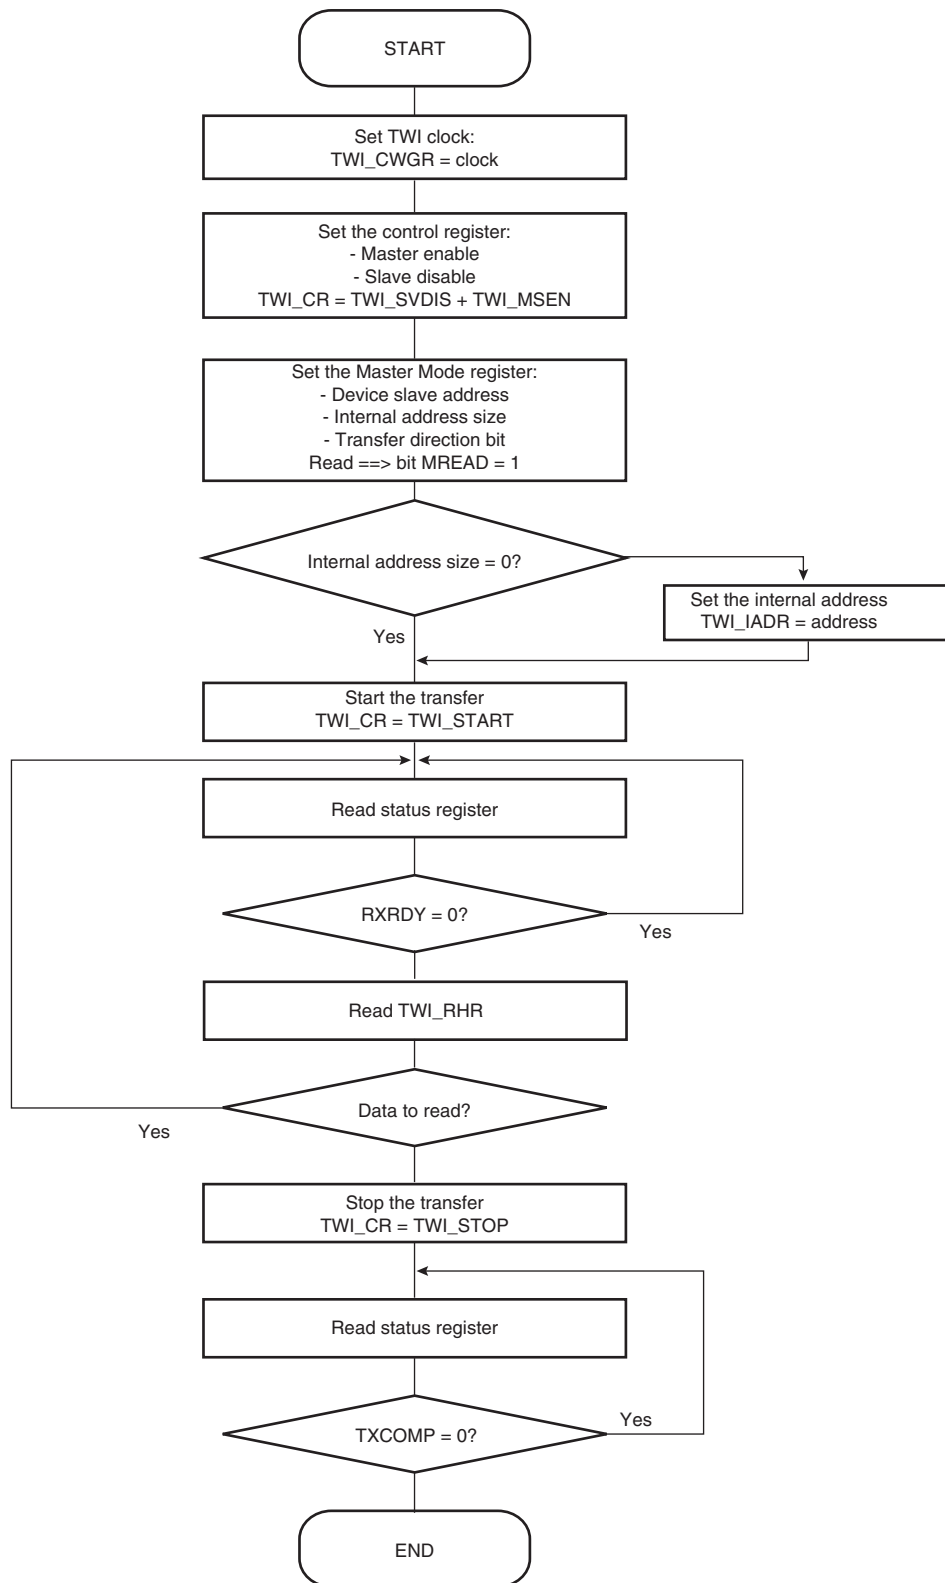 START
Set TWI clock:
TWI_CWGR = clock
Set the control register:
- Master enable
- Slave disable
TWI_CR = TWI_SVDIS + TWI_MSEN
Set the Master Mode register:
- Device slave address
- Internal address size
- Transfer direction bit
Read ==> bit MREAD = 1
Internal address size = 0?
Set the internal address
TWI_IADR = address
Yes
Start the transfer
TWI_CR = TWI_START
Read status register
RXRDY = 0?
Yes
Read TWI_RHR
Data to read?
Yes
Stop the transfer
TWI_CR = TWI_STOP
Read status register
TXCOMP = 0?
Yes
END